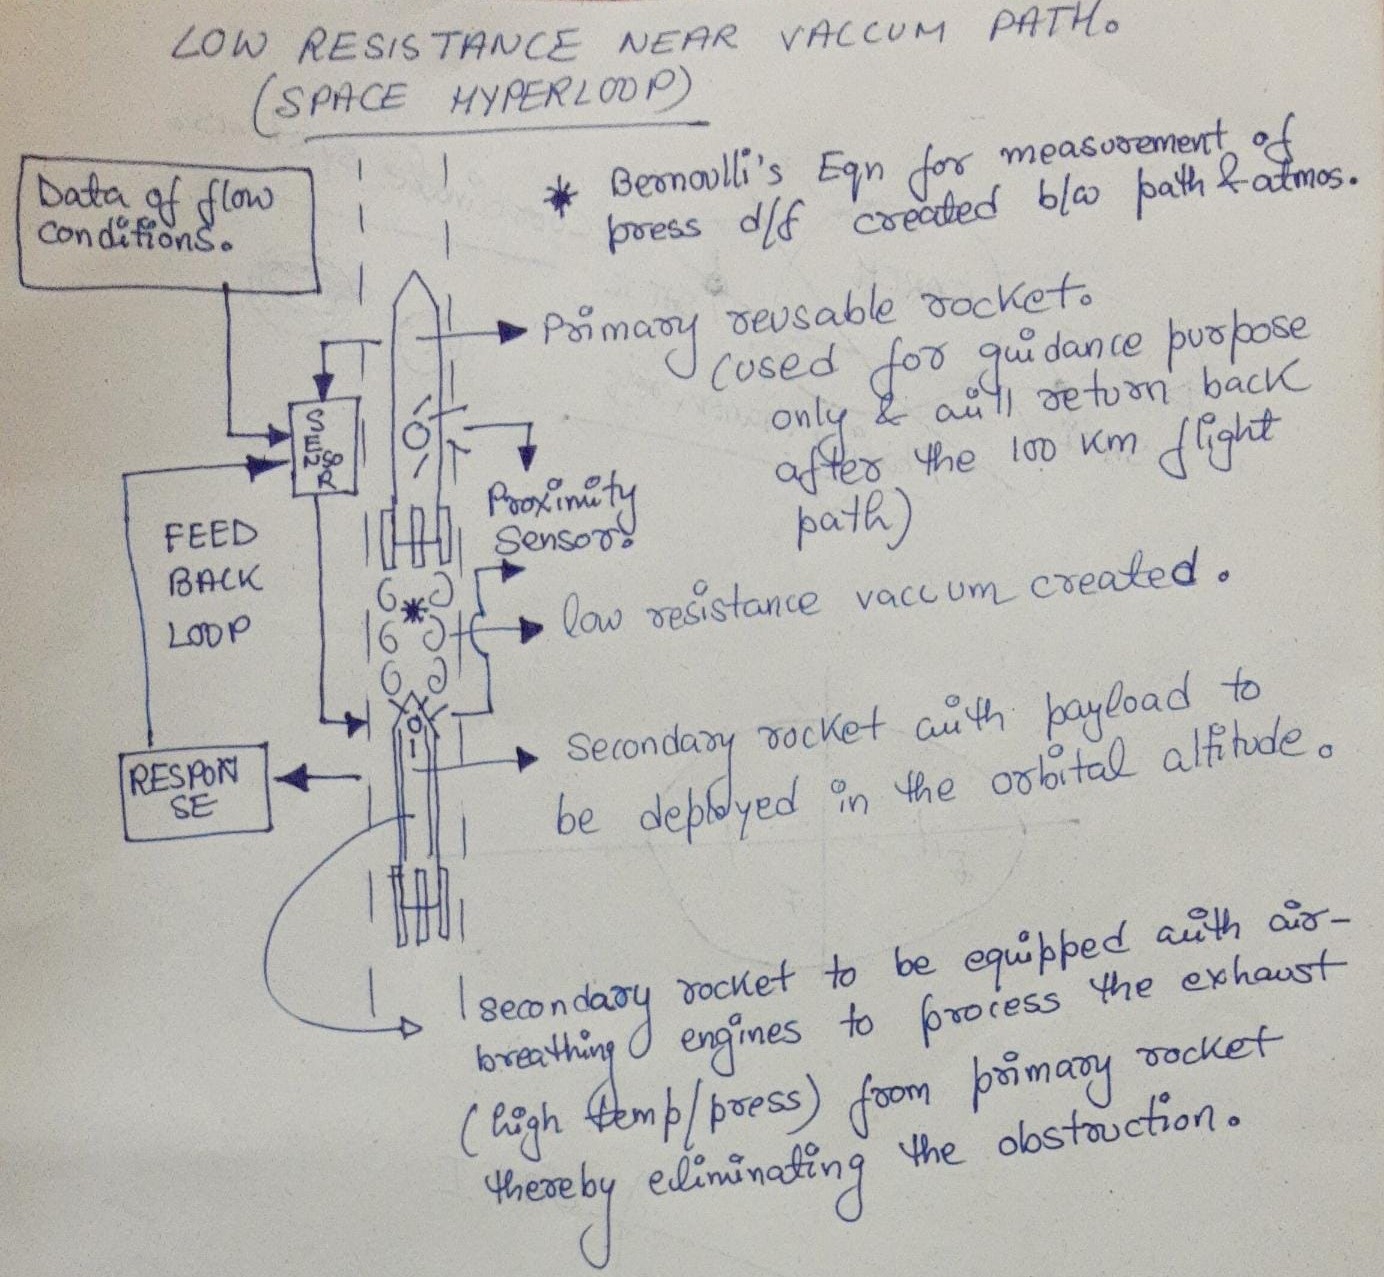 LOW RESISTANCE NEAR VACCUM PATH.
(SPACE HYPERLOOP)
Data of flow
conditions.
* Bernoulli's Eqn for measurement of
press d/f created b/w path & atmos.
Primary reusable rocket.
(used for guidance purpose
only & will return back
after the 100 km flight
path)
SENSOR
Proximity
Sensor.
FEED
BACK
LOOP
*
low resistance vaccum created.
Secondary rocket with payload to
be deployed in the orbital altitude.
RESPON
SE
secondary rocket to be equipped with air-
breathing engines to process the exhaust
(high temp/press) from primary rocket
thereby eliminating the obstruction.